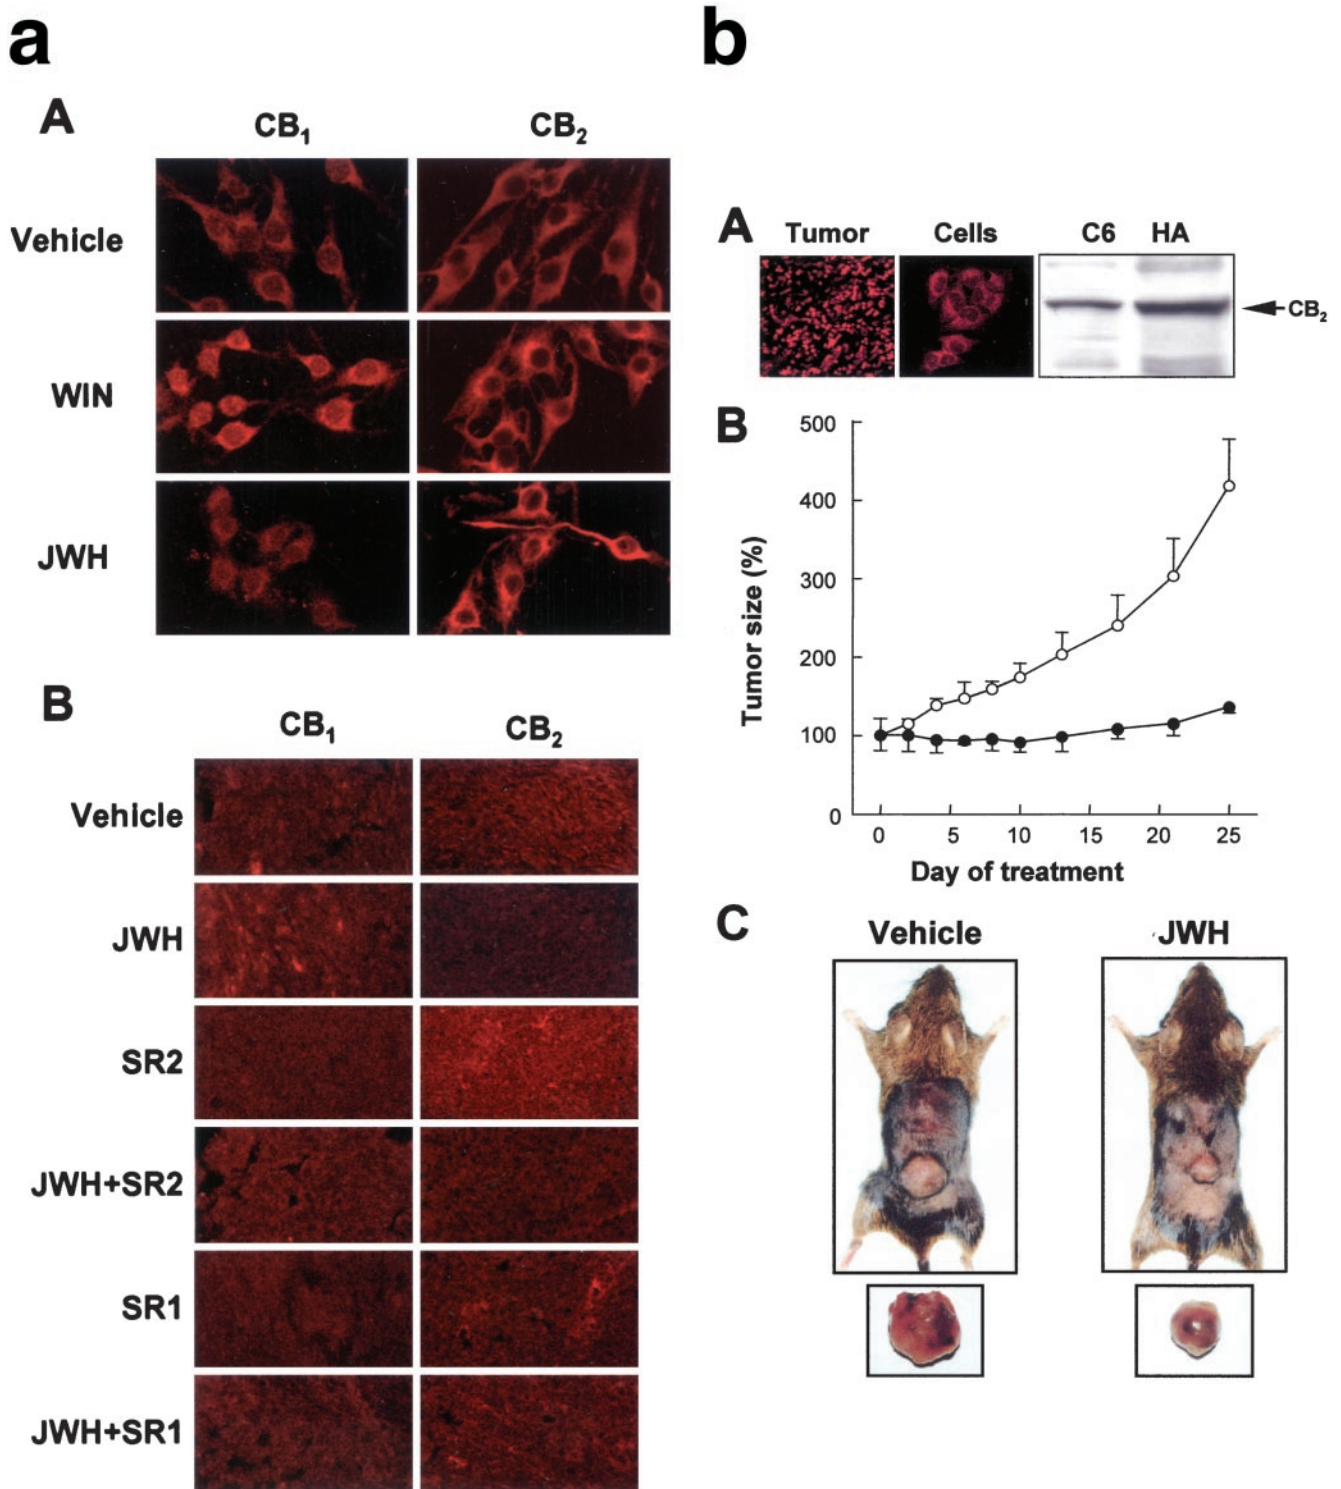 a
A
CB1 CB2
Vehicle
WIN
JWH
B
CB1 CB2
Vehicle
JWH
SR2
JWH+SR2
SR1
JWH+SR1
b
A Tumor Cells C6 HA
CB2
B
500
400
300
200
100
0
Tumor size (%)
0 5 10 15 20 25
Day of treatment
C
Vehicle JWH